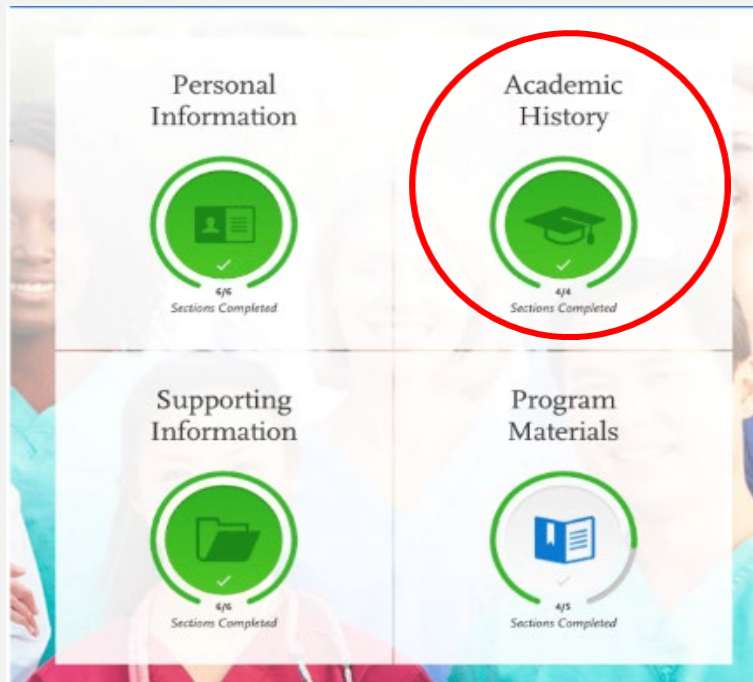 Personal
Information
6/6
Sections Completed
Academic
History
4/4
Sections Completed
Supporting
Information
6/6
Sections Completed
Program
Materials
4/5
Sections Completed